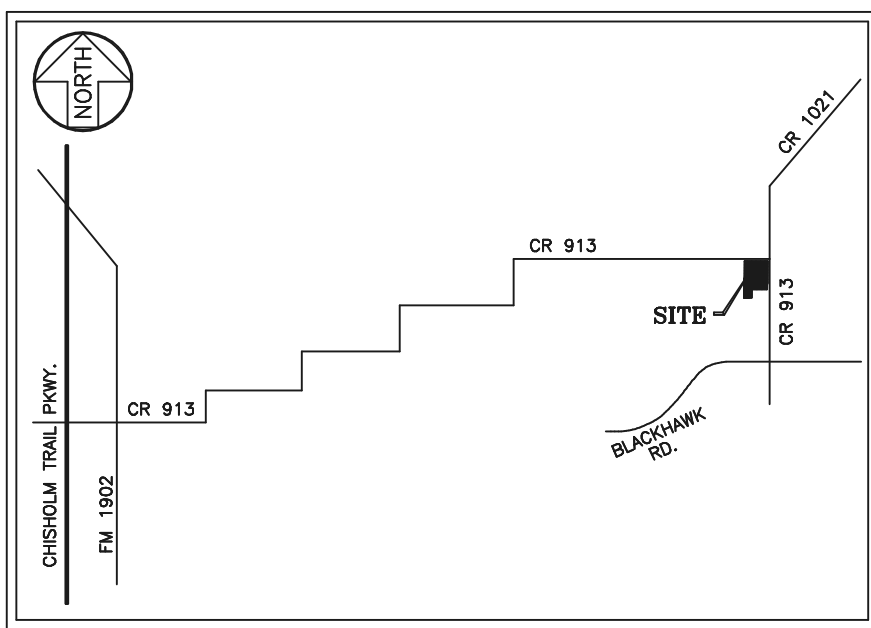 NORTH
CR 1021
CR 913
SITE
CR 913
CHISHOLM TRAIL PKWY.
CR 913
BLACKHAWK
RD.
FM 1902